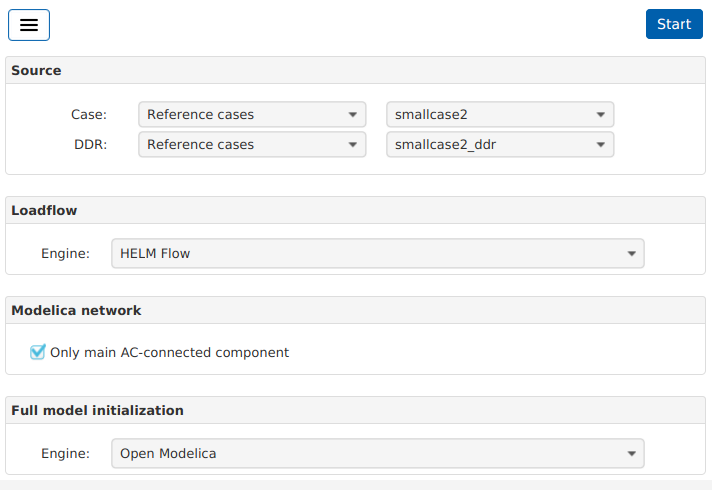 Start
Source
Case: Reference cases smallcase2
DDR: Reference cases smallcase2_ddr
Loadflow
Engine: HELM Flow
Modelica network
Only main AC-connected component
Full model initialization
Engine: Open Modelica